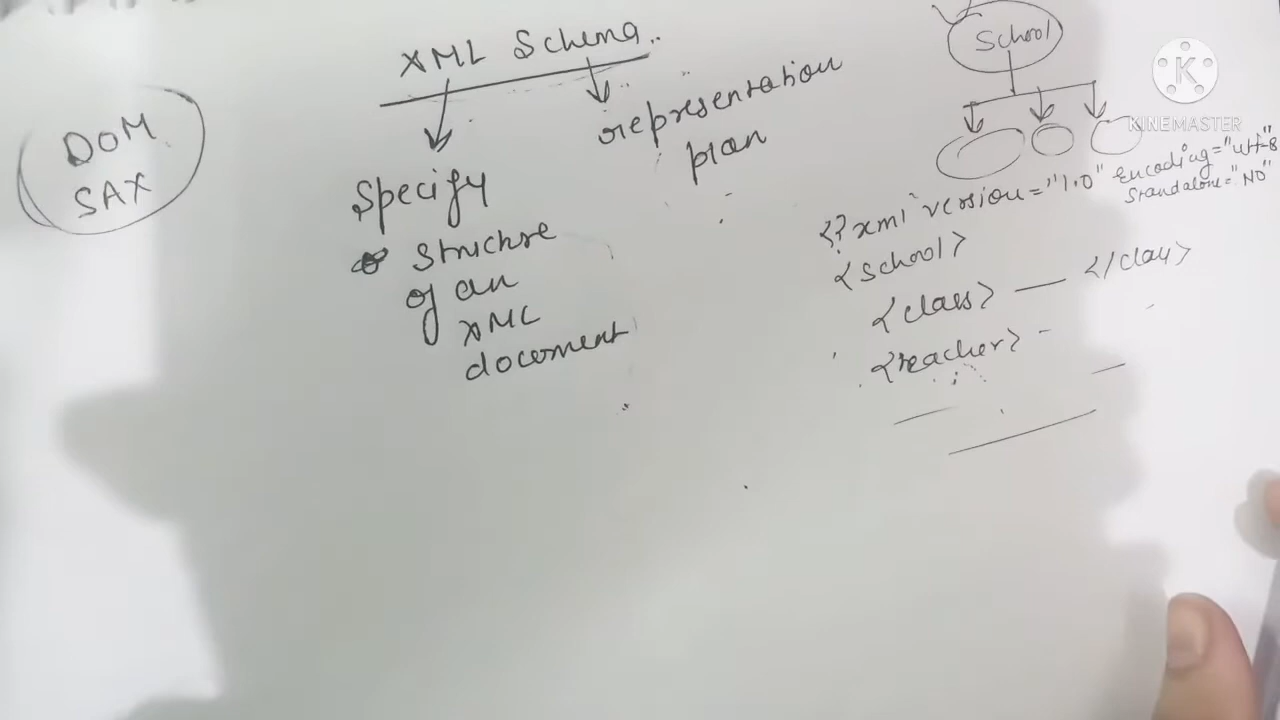 XML Schema..
DOM
SAX
Specify
structure
of an
XML
document
representation
plan
School
KINEMASTER
<?xml version="1.0" encoding="utf-8"
standalone="NO"
<school>
<class> — </class>
<teacher> -